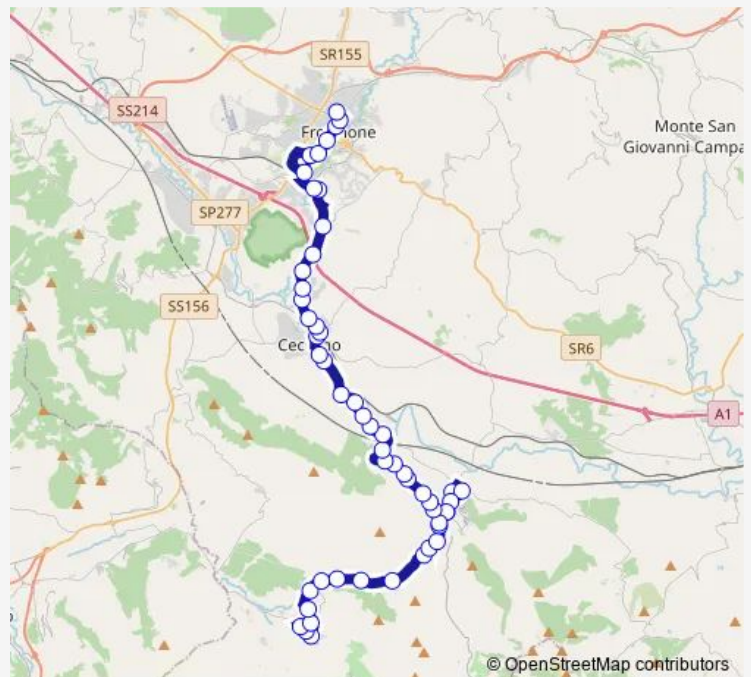 SR155
SS214
Monte San
Giovanni Campa
SP277
SS156
SR6
A1
© OpenStreetMap contributors